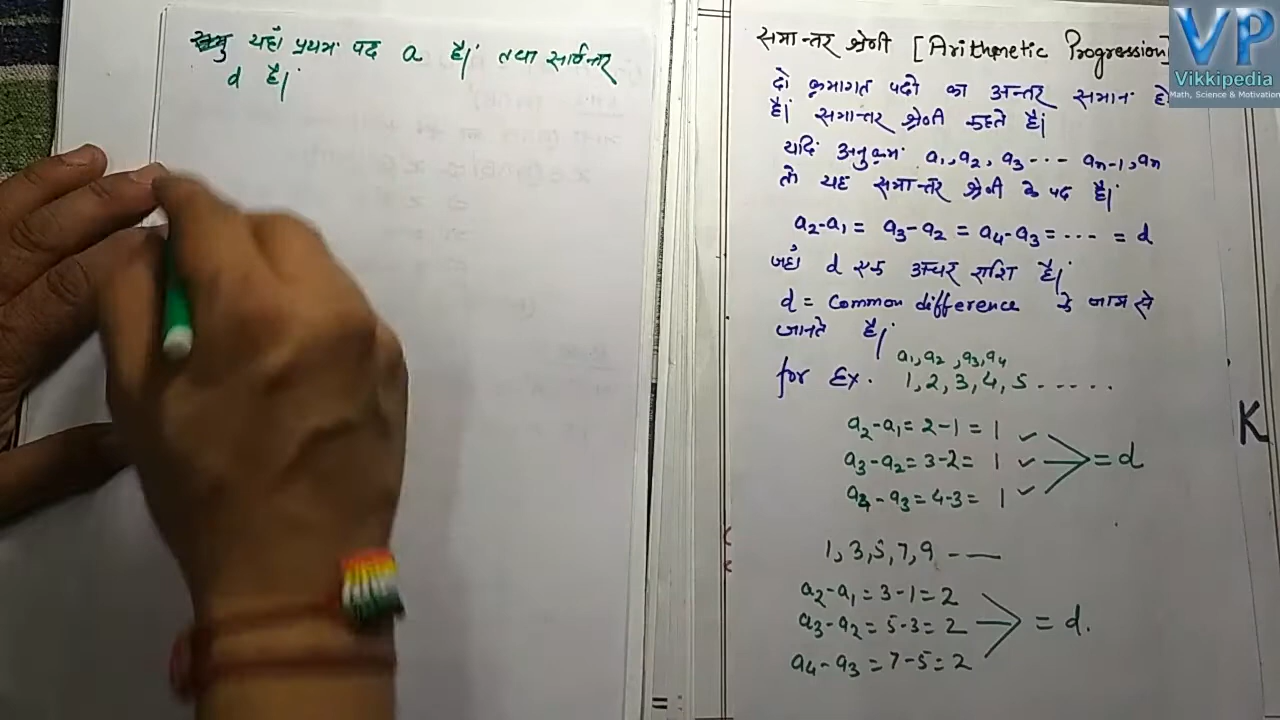 यहाँ प्रथम पद a है। तथा सार्वन्तर
d है।
समान्तर श्रेणी [Arithmetic Progression]
दो क्रमागत पदो का अन्तर समान हो
है। समान्तर श्रेणी कहते है।
यदि अनुक्रम a₁, a₂, a₃ --- aₙ₋₁, aₙ
तो यह समान्तर श्रेणी के पद है।
a₂-a₁ = a₃-a₂ = a₄-a₃ = --- = d
जहाँ d एक अचर राशि है।
d = Common difference के नाम से
जानते है।
a₁, a₂, a₃, a₄
for Ex. 1, 2, 3, 4, 5 ------
a₂-a₁ = 2-1 = 1
a₃-a₂ = 3-2 = 1 = d
a₄-a₃ = 4-3 = 1
1, 3, 5, 7, 9 ---
a₂-a₁ = 3-1 = 2
a₃-a₂ = 5-3 = 2 = d.
a₄-a₃ = 7-5 = 2
K
VP
Vikkipedia
Math, Science & Motivation